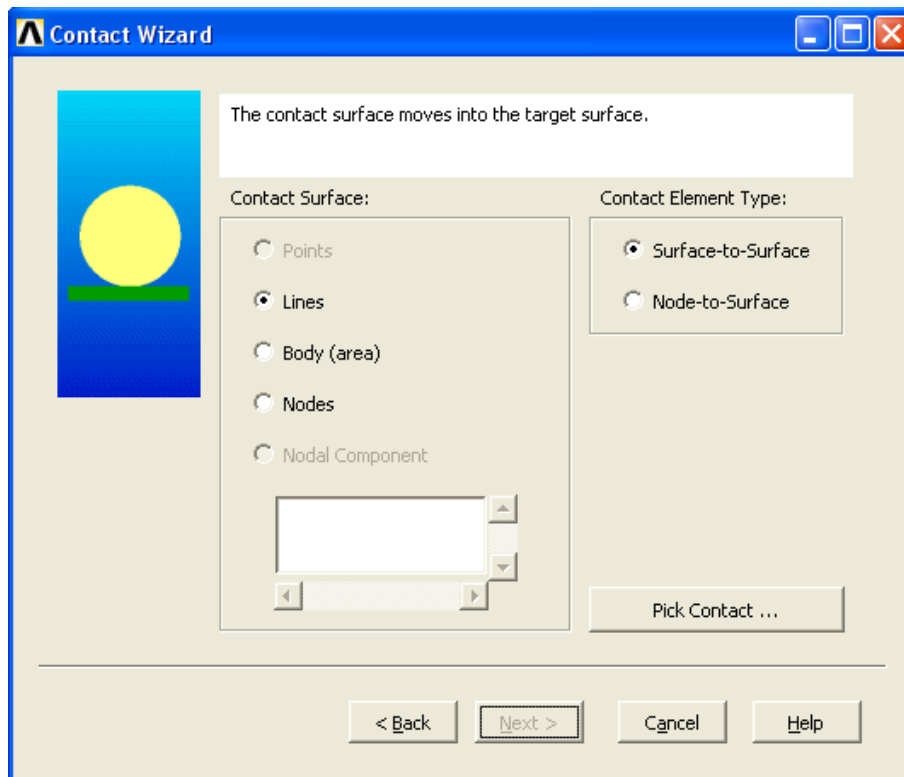 Contact Wizard
The contact surface moves into the target surface.
Contact Surface:
Points
Lines
Body (area)
Nodes
Nodal Component
Contact Element Type:
Surface-to-Surface
Node-to-Surface
Pick Contact ...
< Back
Next >
Cancel
Help